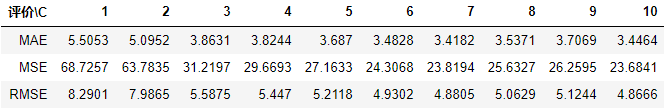 评价\C 1 2 3 4 5 6 7 8 9 10
MAE 5.5053 5.0952 3.8631 3.8244 3.687 3.4828 3.4182 3.5371 3.7069 3.4464
MSE 68.7257 63.7835 31.2197 29.6693 27.1633 24.3068 23.8194 25.6327 26.2595 23.6841
RMSE 8.2901 7.9865 5.5875 5.447 5.2118 4.9302 4.8805 5.0629 5.1244 4.8666